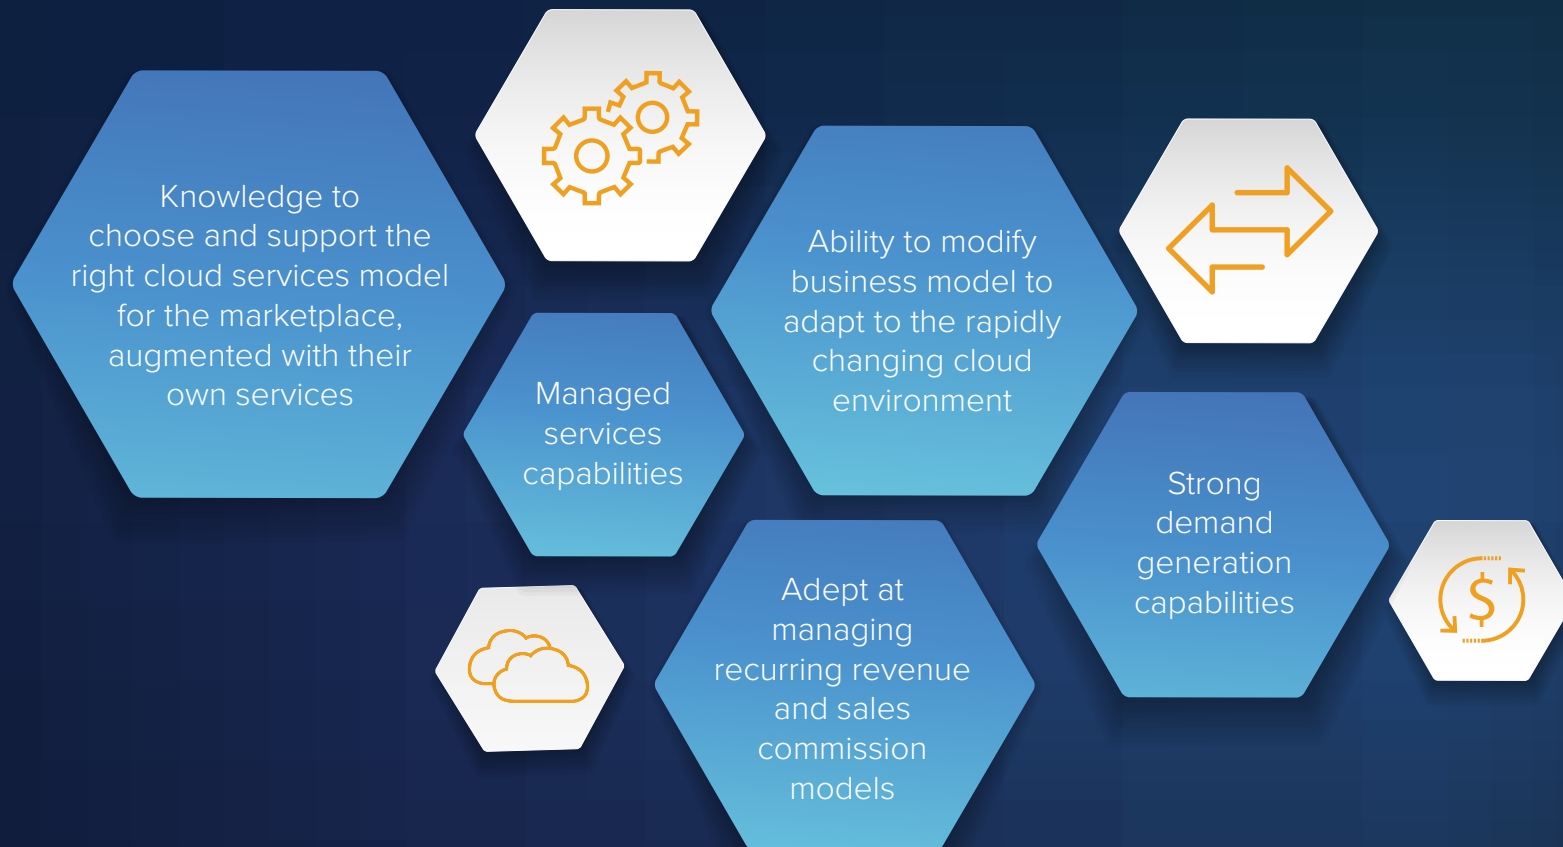 Knowledge to
choose and support the
right cloud services model
for the marketplace,
augmented with their
own services
Managed
services
capabilities
Ability to modify
business model to
adapt to the rapidly
changing cloud
environment
Adept at
managing
recurring revenue
and sales
commission
models
Strong
demand
generation
capabilities
$